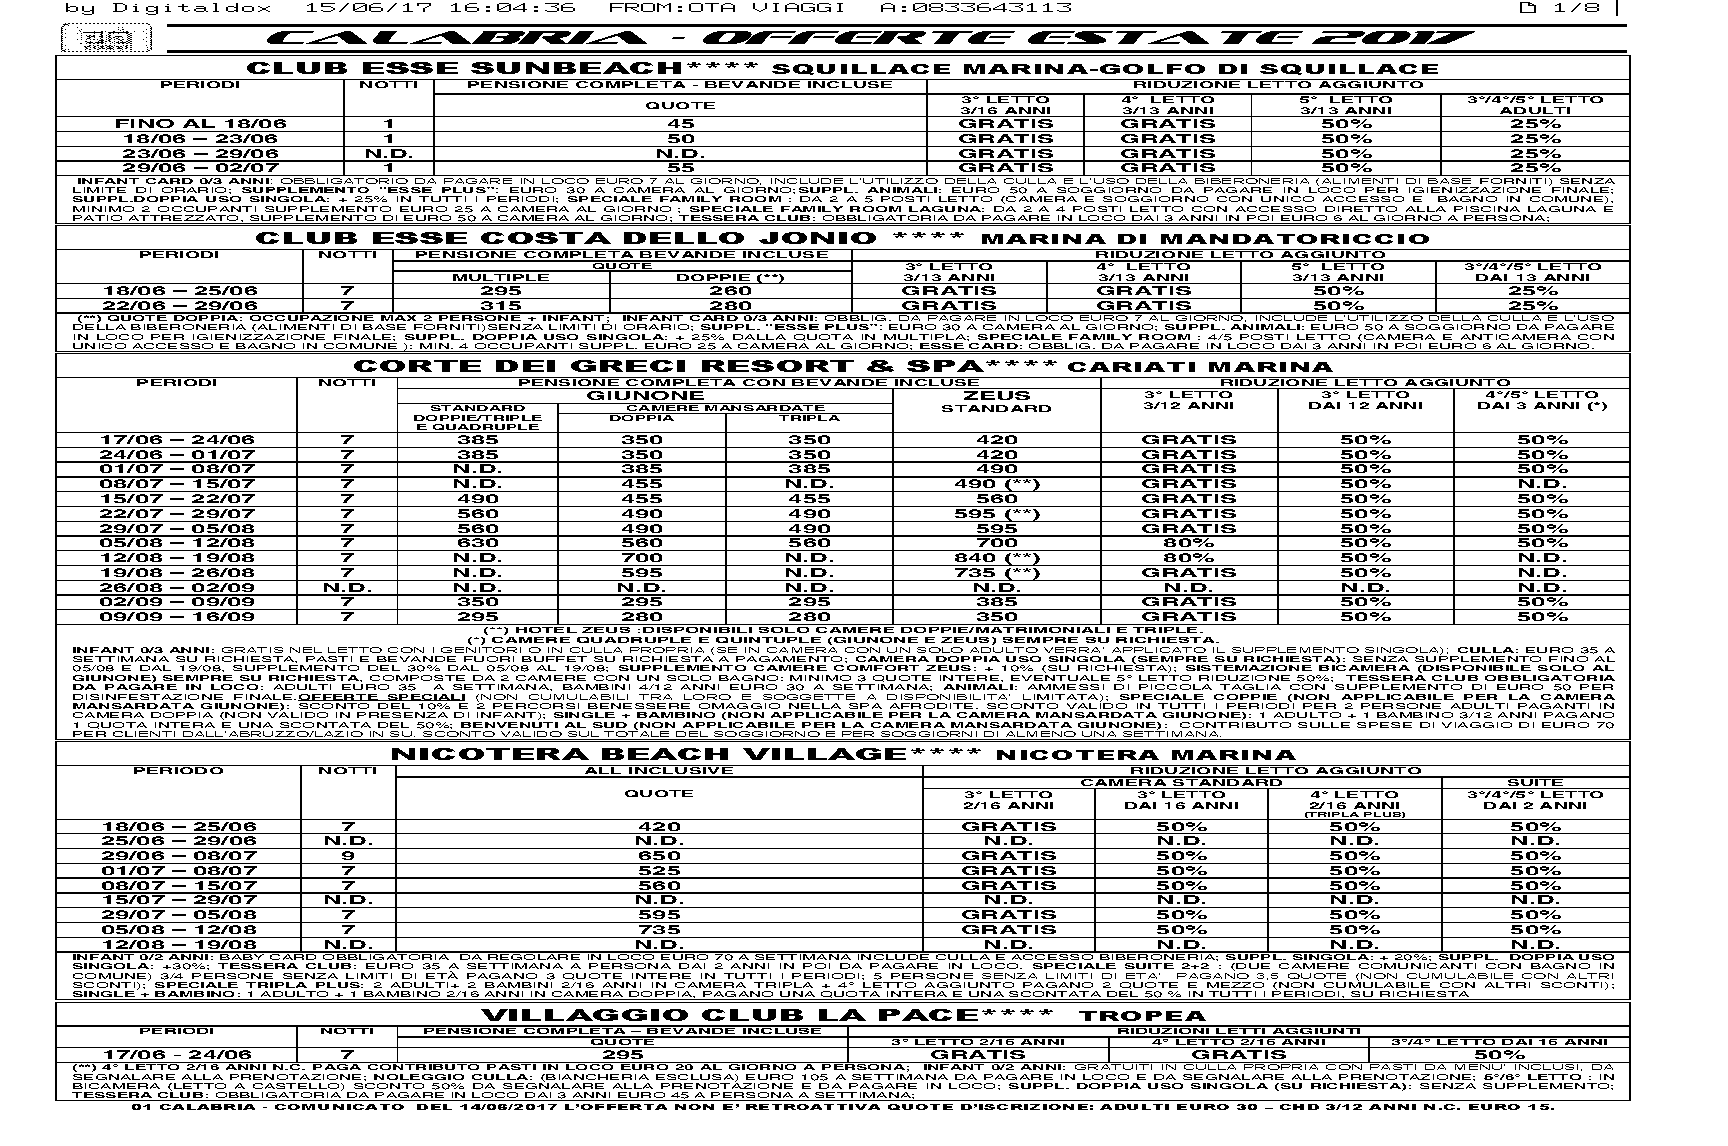 by Digitaldox 15/06/17 16:04:36 FROM:OTA VIAGGI A:0833643113 1/8
CALABRIA - OFFERTE ESTATE 2017
CLUB ESSE SUNBEACH**** SQUILLACE MARINA-GOLFO DI SQUILLACE
PERIODI NOTTI PENSIONE COMPLETA - BEVANDE INCLUSE RIDUZIONE LETTO AGGIUNTO
QUOTE 3° LETTO 4° LETTO 5° LETTO 3°/4°/5° LETTO
3/16 ANNI 3/13 ANNI 3/13 ANNI ADULTI
FINO AL 18/06 1 45 GRATIS GRATIS 50% 25%
18/06 – 23/06 1 50 GRATIS GRATIS 50% 25%
23/06 – 29/06 N.D. N.D. GRATIS GRATIS 50% 25%
29/06 – 02/07 1 55 GRATIS GRATIS 50% 25%
INFANT CARD 0/3 ANNI: OBBLIGATORIO DA PAGARE IN LOCO EURO 7 AL GIORNO, INCLUDE L'UTILIZZO DELLA CULLA E L'USO DELLA BIBERONERIA (ALIMENTI DI BASE FORNITI) SENZA
LIMITE DI ORARIO; SUPPLEMENTO "ESSE PLUS": EURO 30 A CAMERA AL GIORNO;SUPPL. ANIMALI: EURO 50 A SOGGIORNO DA PAGARE IN LOCO PER IGIENIZZAZIONE FINALE;
SUPPL.DOPPIA USO SINGOLA: + 25% IN TUTTI I PERIODI; SPECIALE FAMILY ROOM : DA 2 A 5 POSTI LETTO (CAMERA E SOGGIORNO CON UNICO ACCESSO E BAGNO IN COMUNE),
MINIMO 2 OCCUPANTI SUPPLEMENTO EURO 25 A CAMERA AL GIORNO ; SPECIALE FAMILY ROOM LAGUNA: DA 2 A 4 POSTI LETTO CON ACCESSO DIRETTO ALLA PISCINA LAGUNA E
PATIO ATTREZZATO, SUPPLEMENTO DI EURO 50 A CAMERA AL GIORNO; TESSERA CLUB: OBBLIGATORIA DA PAGARE IN LOCO DAI 3 ANNI IN POI EURO 6 AL GIORNO A PERSONA;
CLUB ESSE COSTA DELLO JONIO **** MARINA DI MANDATORICCIO
PERIODI NOTTI PENSIONE COMPLETA BEVANDE INCLUSE RIDUZIONE LETTO AGGIUNTO
QUOTE 3° LETTO 4° LETTO 5° LETTO 3°/4°/5° LETTO
MULTIPLE DOPPIE (**) 3/13 ANNI 3/13 ANNI 3/13 ANNI DAI 13 ANNI
18/06 – 25/06 7 295 260 GRATIS GRATIS 50% 25%
22/06 – 29/06 7 315 280 GRATIS GRATIS 50% 25%
(**) QUOTE DOPPIA: OCCUPAZIONE MAX 2 PERSONE + INFANT; INFANT CARD 0/3 ANNI: OBBLIG. DA PAGARE IN LOCO EURO 7 AL GIORNO, INCLUDE L'UTILIZZO DELLA CULLA E L'USO
DELLA BIBERONERIA (ALIMENTI DI BASE FORNITI)SENZA LIMITI DI ORARIO; SUPPL. "ESSE PLUS": EURO 30 A CAMERA AL GIORNO; SUPPL. ANIMALI: EURO 50 A SOGGIORNO DA PAGARE
IN LOCO PER IGIENIZZAZIONE FINALE; SUPPL. DOPPIA USO SINGOLA: + 25% DALLA QUOTA IN MULTIPLA; SPECIALE FAMILY ROOM : 4/5 POSTI LETTO (CAMERA E ANTICAMERA CON
UNICO ACCESSO E BAGNO IN COMUNE ): MIN. 4 OCCUPANTI SUPPL. EURO 25 A CAMERA AL GIORNO; ESSE CARD: OBBLIG. DA PAGARE IN LOCO DAI 3 ANNI IN POI EURO 6 AL GIORNO.
CORTE DEI GRECI RESORT & SPA**** CARIATI MARINA
PERIODI NOTTI PENSIONE COMPLETA CON BEVANDE INCLUSE RIDUZIONE LETTO AGGIUNTO
GIUNONE ZEUS 3° LETTO 3° LETTO 4°/5° LETTO
STANDARD CAMERE MANSARDATE STANDARD 3/12 ANNI DAI 12 ANNI DAI 3 ANNI (*)
DOPPIE/TRIPLE DOPPIA TRIPLA
E QUADRUPLE
17/06 – 24/06 7 385 350 350 420 GRATIS 50% 50%
24/06 – 01/07 7 385 350 350 420 GRATIS 50% 50%
01/07 – 08/07 7 N.D. 385 385 490 GRATIS 50% 50%
08/07 – 15/07 7 N.D. 455 N.D. 490 (**) GRATIS 50% N.D.
15/07 – 22/07 7 490 455 455 560 GRATIS 50% 50%
22/07 – 29/07 7 560 490 490 595 (**) GRATIS 50% 50%
29/07 – 05/08 7 560 490 490 595 GRATIS 50% 50%
05/08 – 12/08 7 630 560 560 700 80% 50% 50%
12/08 – 19/08 7 N.D. 700 N.D. 840 (**) 80% 50% N.D.
19/08 – 26/08 7 N.D. 595 N.D. 735 (**) GRATIS 50% N.D.
26/08 – 02/09 N.D. N.D. N.D. N.D. N.D. N.D. N.D. N.D.
02/09 – 09/09 7 350 295 295 385 GRATIS 50% 50%
09/09 – 16/09 7 295 280 280 350 GRATIS 50% 50%
(**) HOTEL ZEUS :DISPONIBILI SOLO CAMERE DOPPIE/MATRIMONIALI E TRIPLE.
(*) CAMERE QUADRUPLE E QUINTUPLE (GIUNONE E ZEUS) SEMPRE SU RICHIESTA.
INFANT 0/3 ANNI: GRATIS NEL LETTO CON I GENITORI O IN CULLA PROPRIA (SE IN CAMERA CON UN SOLO ADULTO VERRA' APPLICATO IL SUPPLEMENTO SINGOLA); CULLA: EURO 35 A
SETTIMANA SU RICHIESTA, PASTI E BEVANDE FUORI BUFFET SU RICHIESTA A PAGAMENTO; CAMERA DOPPIA USO SINGOLA (SEMPRE SU RICHIESTA): SENZA SUPPLEMENTO FINO AL
05/08 E DAL 19/08, SUPPLEMENTO DEL 30% DAL 05/08 AL 19/08; SUPPLEMENTO CAMERE COMFORT ZEUS: + 10% (SU RICHIESTA); SISTEMAZIONE BICAMERA (DISPONIBILE SOLO AL
GIUNONE) SEMPRE SU RICHIESTA, COMPOSTE DA 2 CAMERE CON UN SOLO BAGNO: MINIMO 3 QUOTE INTERE, EVENTUALE 5° LETTO RIDUZIONE 50%; TESSERA CLUB OBBLIGATORIA
DA PAGARE IN LOCO: ADULTI EURO 35 A SETTIMANA, BAMBINI 4/12 ANNI EURO 30 A SETTIMANA; ANIMALI: AMMESSI DI PICCOLA TAGLIA CON SUPPLEMENTO DI EURO 50 PER
DISINFESTAZIONE FINALE.OFFERTE SPECIALI (NON CUMULABILI TRA LORO E SOGGETTE A DISPONIBILITA' LIMITATA) SPECIALE COPPIE (NON APPLICABILE PER LA CAMERA
MANSARDATA GIUNONE): SCONTO DEL 10% E 2 PERCORSI BENESSERE OMAGGIO NELLA SPA AFRODITE. SCONTO VALIDO IN TUTTI I PERIODI PER 2 PERSONE ADULTI PAGANTI IN
CAMERA DOPPIA (NON VALIDO IN PRESENZA DI INFANT); SINGLE + BAMBINO (NON APPLICABILE PER LA CAMERA MANSARDATA GIUNONE): 1 ADULTO + 1 BAMBINO 3/12 ANNI PAGANO
1 QUOTA INTERA E UNA SCONTATA DEL 50%; BENVENUTI AL SUD (NON APPLICABILE PER LA CAMERA MANSARDATA GIUNONE): CONTRIBUTO SULLE SPESE DI VIAGGIO DI EURO 70
PER CLIENTI DALL'ABRUZZO/LAZIO IN SU. SCONTO VALIDO SUL TOTALE DEL SOGGIORNO E PER SOGGIORNI DI ALMENO UNA SETTIMANA.
NICOTERA BEACH VILLAGE**** NICOTERA MARINA
PERIODO NOTTI ALL INCLUSIVE RIDUZIONE LETTO AGGIUNTO
CAMERA STANDARD SUITE
QUOTE 3° LETTO 3° LETTO 4° LETTO 3°/4°/5° LETTO
2/16 ANNI DAI 16 ANNI 2/16 ANNI DAI 2 ANNI
(TRIPLA PLUS)
18/06 – 25/06 7 420 GRATIS 50% 50% 50%
25/06 – 29/06 N.D. N.D. N.D. N.D. N.D. N.D.
29/06 – 08/07 9 650 GRATIS 50% 50% 50%
01/07 – 08/07 7 525 GRATIS 50% 50% 50%
08/07 – 15/07 7 560 GRATIS 50% 50% 50%
15/07 – 29/07 N.D. N.D. N.D. N.D. N.D. N.D.
29/07 – 05/08 7 595 GRATIS 50% 50% 50%
05/08 – 12/08 7 735 GRATIS 50% 50% 50%
12/08 – 19/08 N.D. N.D. N.D. N.D. N.D. N.D.
INFANT 0/2 ANNI: BABY CARD OBBLIGATORIA DA REGOLARE IN LOCO EURO 70 A SETTIMANA INCLUDE CULLA E ACCESSO BIBERONERIA; SUPPL. SINGOLA: + 20%; SUPPL. DOPPIA USO
SINGOLA: +30%; TESSERA CLUB: EURO 35 A SETTIMANA A PERSONA DAI 2 ANNI IN POI, DA PAGARE IN LOCO. SPECIALE SUITE 2+2 : (DUE CAMERE COMUNICANTI CON BAGNO IN
COMUNE) 3/4 PERSONE SENZA LIMITI DI ETÀ PAGANO 3 QUOTE INTERE IN TUTTI I PERIODI; 5 PERSONE SENZA LIMITI DI ETA' PAGANO 3,5 QUOTE (NON CUMULABILE CON ALTRI
SCONTI); SPECIALE TRIPLA PLUS: 2 ADULTI+ 2 BAMBINI 2/16 ANNI IN CAMERA TRIPLA + 4° LETTO AGGIUNTO PAGANO 2 QUOTE E MEZZO (NON CUMULABILE CON ALTRI SCONTI);
SINGLE + BAMBINO: 1 ADULTO + 1 BAMBINO 2/16 ANNI IN CAMERA DOPPIA, PAGANO UNA QUOTA INTERA E UNA SCONTATA DEL 50 % IN TUTTI I PERIODI, SU RICHIESTA
VILLAGGIO CLUB LA PACE**** TROPEA
PERIODI NOTTI PENSIONE COMPLETA – BEVANDE INCLUSE RIDUZIONI LETTI AGGIUNTI
QUOTE 3° LETTO 2/16 ANNI 4° LETTO 2/16 ANNI 3°/4° LETTO DAI 16 ANNI
17/06 - 24/06 7 295 GRATIS GRATIS 50%
(**) 4° LETTO 2/16 ANNI N.C. PAGA CONTRIBUTO PASTI IN LOCO EURO 20 AL GIORNO A PERSONA; INFANT 0/2 ANNI: GRATUITI IN CULLA PROPRIA CON PASTI DA MENU' INCLUSI, DA
SEGNALARE ALLA PRENOTAZIONE; NOLEGGIO CULLA: (BIANCHERIA ESCLUSA) EURO 105 A SETTIMANA DA PAGARE IN LOCO E DA SEGNALARE ALLA PRENOTAZIONE; 5°/6° LETTO : IN
BICAMERA (LETTO A CASTELLO) SCONTO 50% DA SEGNALARE ALLA PRENOTAZIONE DA PAGARE IN LOCO; SUPPL. DOPPIA USO SINGOLA (SU RICHIESTA): SENZA SUPPLEMENTO;
TESSERA CLUB: OBBLIGATORIA DA PAGARE IN LOCO DAI 3 ANNI EURO 45 A PERSONA A SETTIMANA;
01 CALABRIA - COMUNICATO DEL 14/06/2017 L'OFFERTA NON E' RETROATTIVA QUOTE D'ISCRIZIONE: ADULTI EURO 30 – CHD 3/12 ANNI N.C. EURO 15.